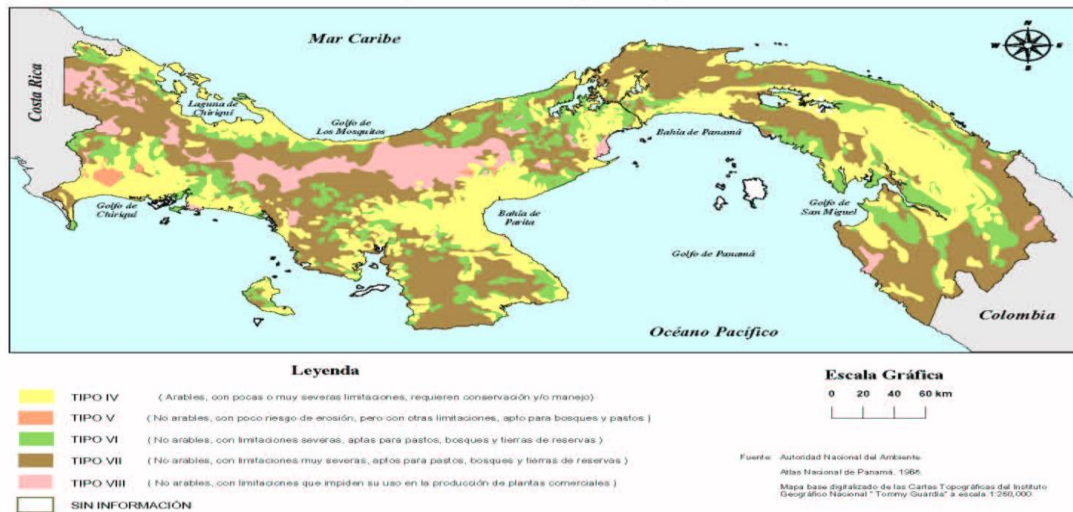 Mar Caribe
N
W
E
S
Costa Rica
Laguna de
Chiriquí
Golfo de
Los Mosquitos
Bahía de Panamá
Golfo de
Chiriquí
Bahía de
Parita
Golfo de
San Miguel
Golfo de Panamá
Océano Pacífico
Colombia
Leyenda
TIPO IV ( Arables, con pocas o muy severas limitaciones, requieren conservación y/o manejo)
TIPO V ( No arables, con poco riesgo de erosión, pero con otras limitaciones, apto para bosques y pastos )
TIPO VI ( No arables, con limitaciones severas, aptas para pastos, bosques y tierras de reservas )
TIPO VII ( No arables, con limitaciones muy severas, aptos para pastos, bosques y tierras de reservas )
TIPO VIII ( No arables, con limitaciones que impiden su uso en la producción de plantas comerciales )
SIN INFORMACIÓN
Escala Gráfica
0 20 40 60 km
Fuente: Autoridad Nacional del Ambiente.
Atlas Nacional de Panamá,
Mapa base digitalizado de las Cartas Topográficas del Instituto
Geográfico Nacional " Tommy Guardia" a escala 1:250,000.